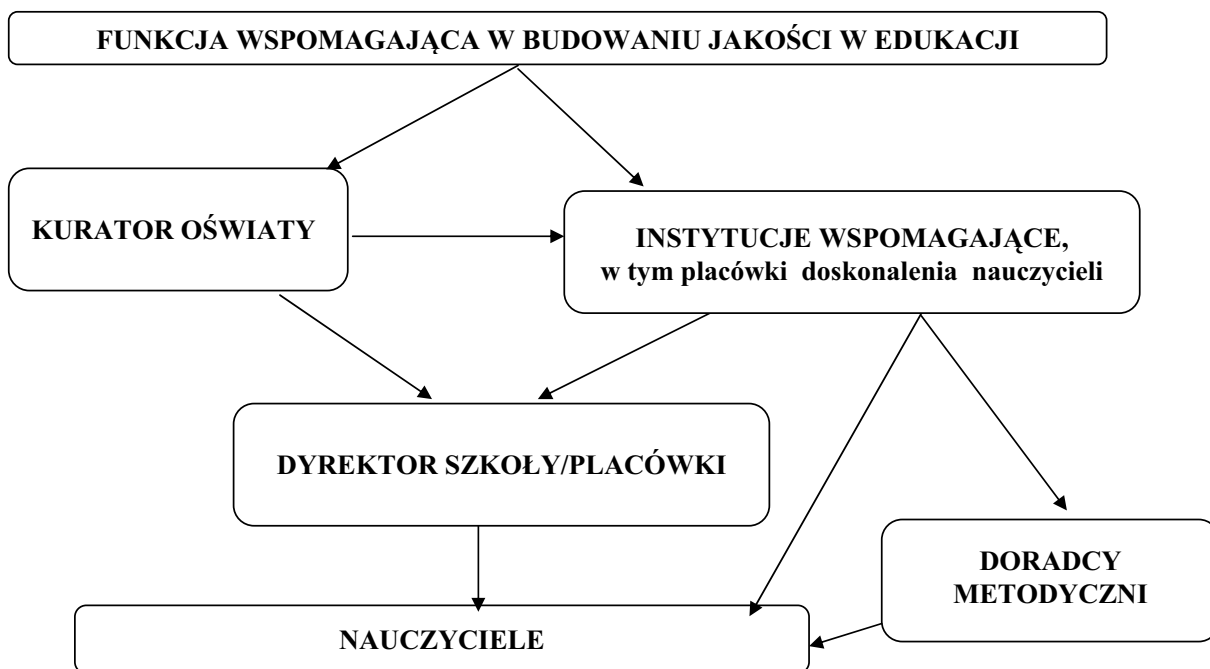 FUNKCJA WSPOMAGAJĄCA W BUDOWANIU JAKOŚCI W EDUKACJI
KURATOR OŚWIATY
INSTYTUCJE WSPOMAGAJĄCE,
w tym placówki doskonalenia nauczycieli
DYREKTOR SZKOŁY/PLACÓWKI
DORADCY
METODYCZNI
NAUCZYCIELE